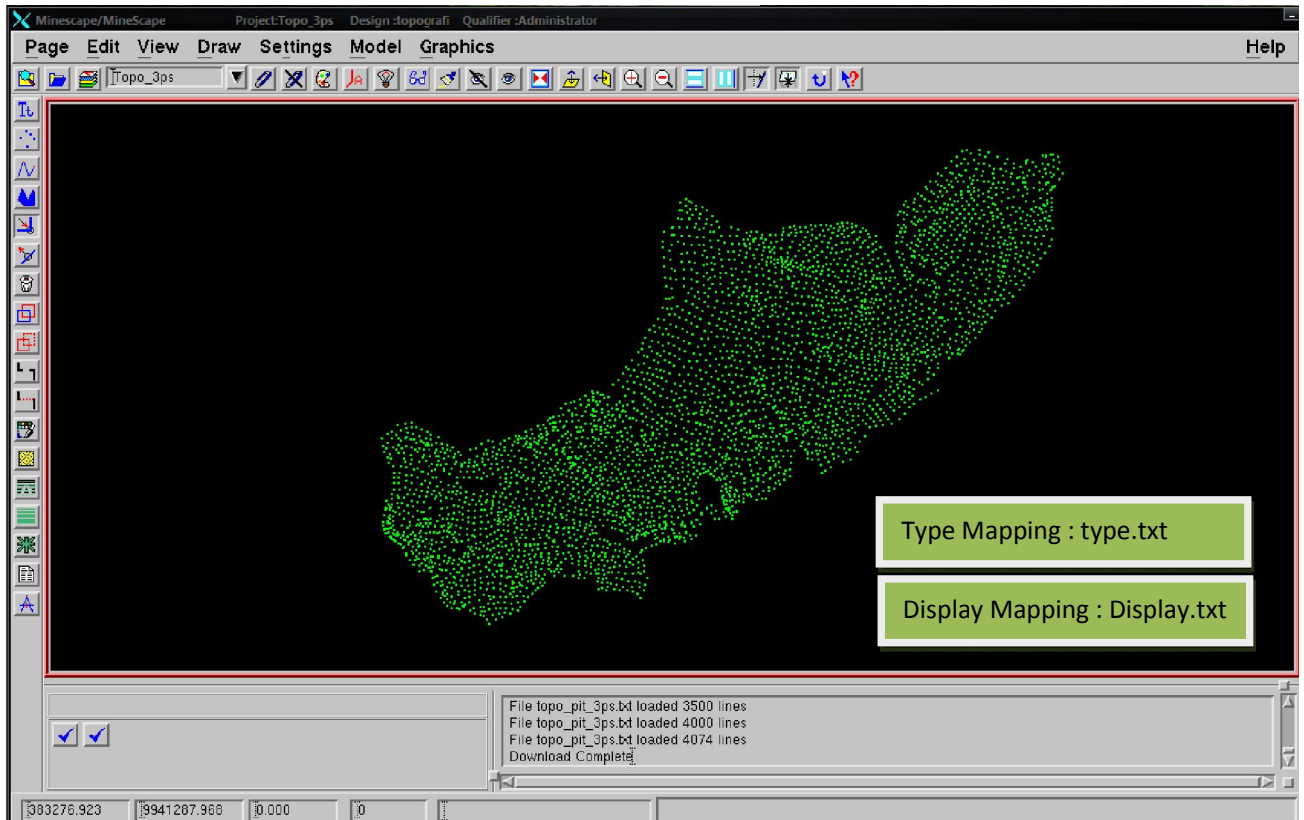 Minescape/MineScape Project:Topo_3ps Design :topografi Qualifier :Administrator
Page Edit View Draw Settings Model Graphics Help
Topo_3ps
Tt
Type Mapping : type.txt
Display Mapping : Display.txt
File topo_pit_3ps.txt loaded 3500 lines
File topo_pit_3ps.txt loaded 4000 lines
File topo_pit_3ps.txt loaded 4074 lines
Download Complete
383276.923 9941287.968 0.000 0